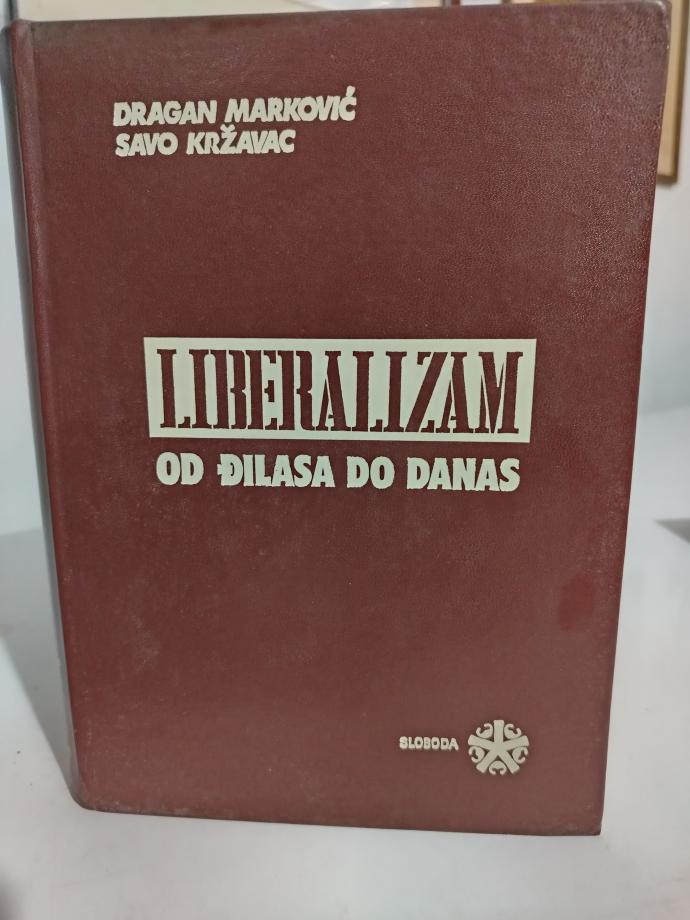 DRAGAN MARKOVIĆ
SAVO KRŽAVAC
LIBERALIZAM
OD ĐILASA DO DANAS
SLOBODA